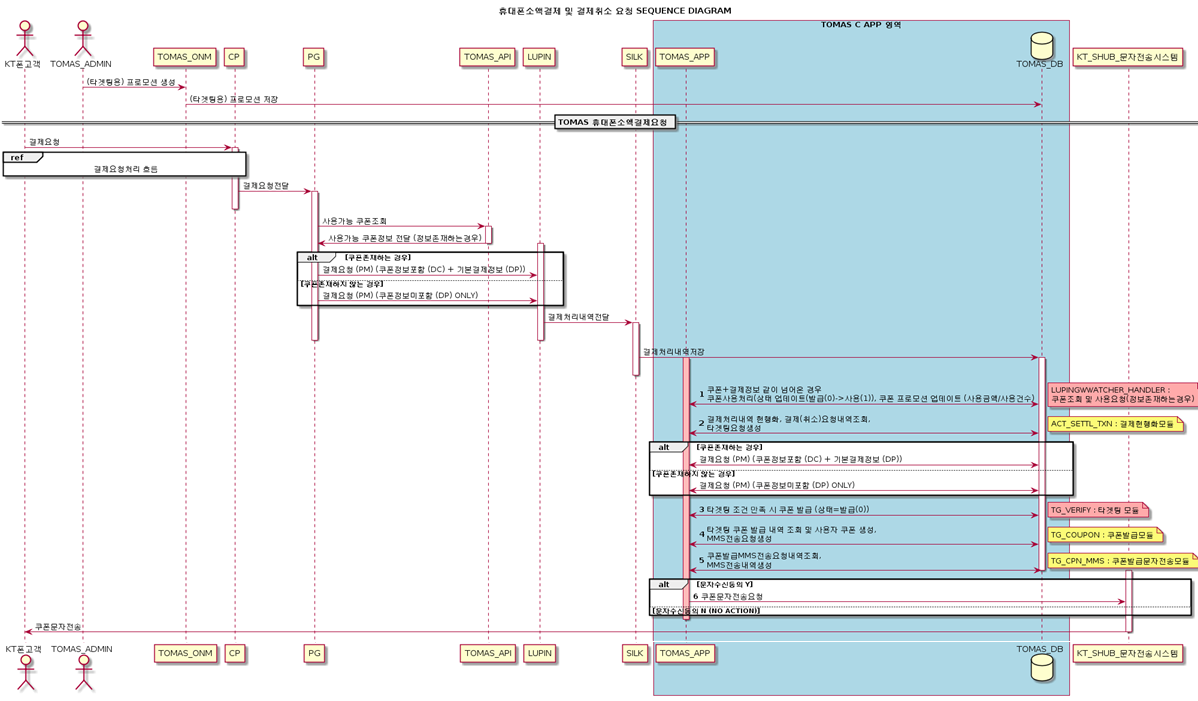 휴대폰소액결제 및 결제취소 요청 SEQUENCE DIAGRAM
TOMAS C APP 영역
KT폰고객
TOMAS_ADMIN
TOMAS_ONM
CP
PG
TOMAS_API
LUPIN
SILK
TOMAS_APP
TOMAS_DB
KT_SHUB_문자전송시스템
(타겟팅용) 프로모션 생성
(타겟팅용) 프로모션 저장
TOMAS 휴대폰소액결제요청
결제요청
ref
결제요청처리 흐름
결제요청전달
사용가능 쿠폰조회
사용가능 쿠폰정보 전달 (정보존재하는경우)
alt
[쿠폰존재하는 경우]
결제요청 (PM) (쿠폰정보포함 (DC) + 기본결제정보 (DP))
[쿠폰존재하지 않는 경우]
결제요청 (PM) (쿠폰정보미포함 (DP) ONLY)
결제처리내역전달
결제처리내역저장
1 쿠폰+결제정보 같이 넘어온 경우
쿠폰사용처리(상태 업데이트(발급(0)->사용(1)), 쿠폰 프로모션 업데이트 (사용금액/사용건수)
LUPINGWWATCHER_HANDLER :
쿠폰조회 및 사용요청(정보존재하는경우)
2 결제처리내역 현행화, 결제(취소)요청내역조회,
타겟팅요청생성
ACT_SETTL_TXN : 결제현행화모듈
alt
[쿠폰존재하는 경우]
결제요청 (PM) (쿠폰정보포함 (DC) + 기본결제정보 (DP))
[쿠폰존재하지 않는 경우]
결제요청 (PM) (쿠폰정보미포함 (DP) ONLY)
3 타겟팅 조건 만족 시 쿠폰 발급 (상태=발급(0))
TG_VERIFY : 타겟팅 모듈
4 타겟팅 쿠폰 발급 내역 조회 및 사용자 쿠폰 생성,
MMS전송요청생성
TG_COUPON : 쿠폰발급모듈
5 쿠폰발급MMS전송요청내역조회,
MMS전송내역생성
TG_CPN_MMS : 쿠폰발급문자전송모듈
alt
[문자수신동의 Y]
6 쿠폰문자전송요청
[문자수신동의 N (NO ACTION)]
쿠폰문자전송
KT폰고객
TOMAS_ADMIN
TOMAS_ONM
CP
PG
TOMAS_API
LUPIN
SILK
TOMAS_APP
TOMAS_DB
KT_SHUB_문자전송시스템